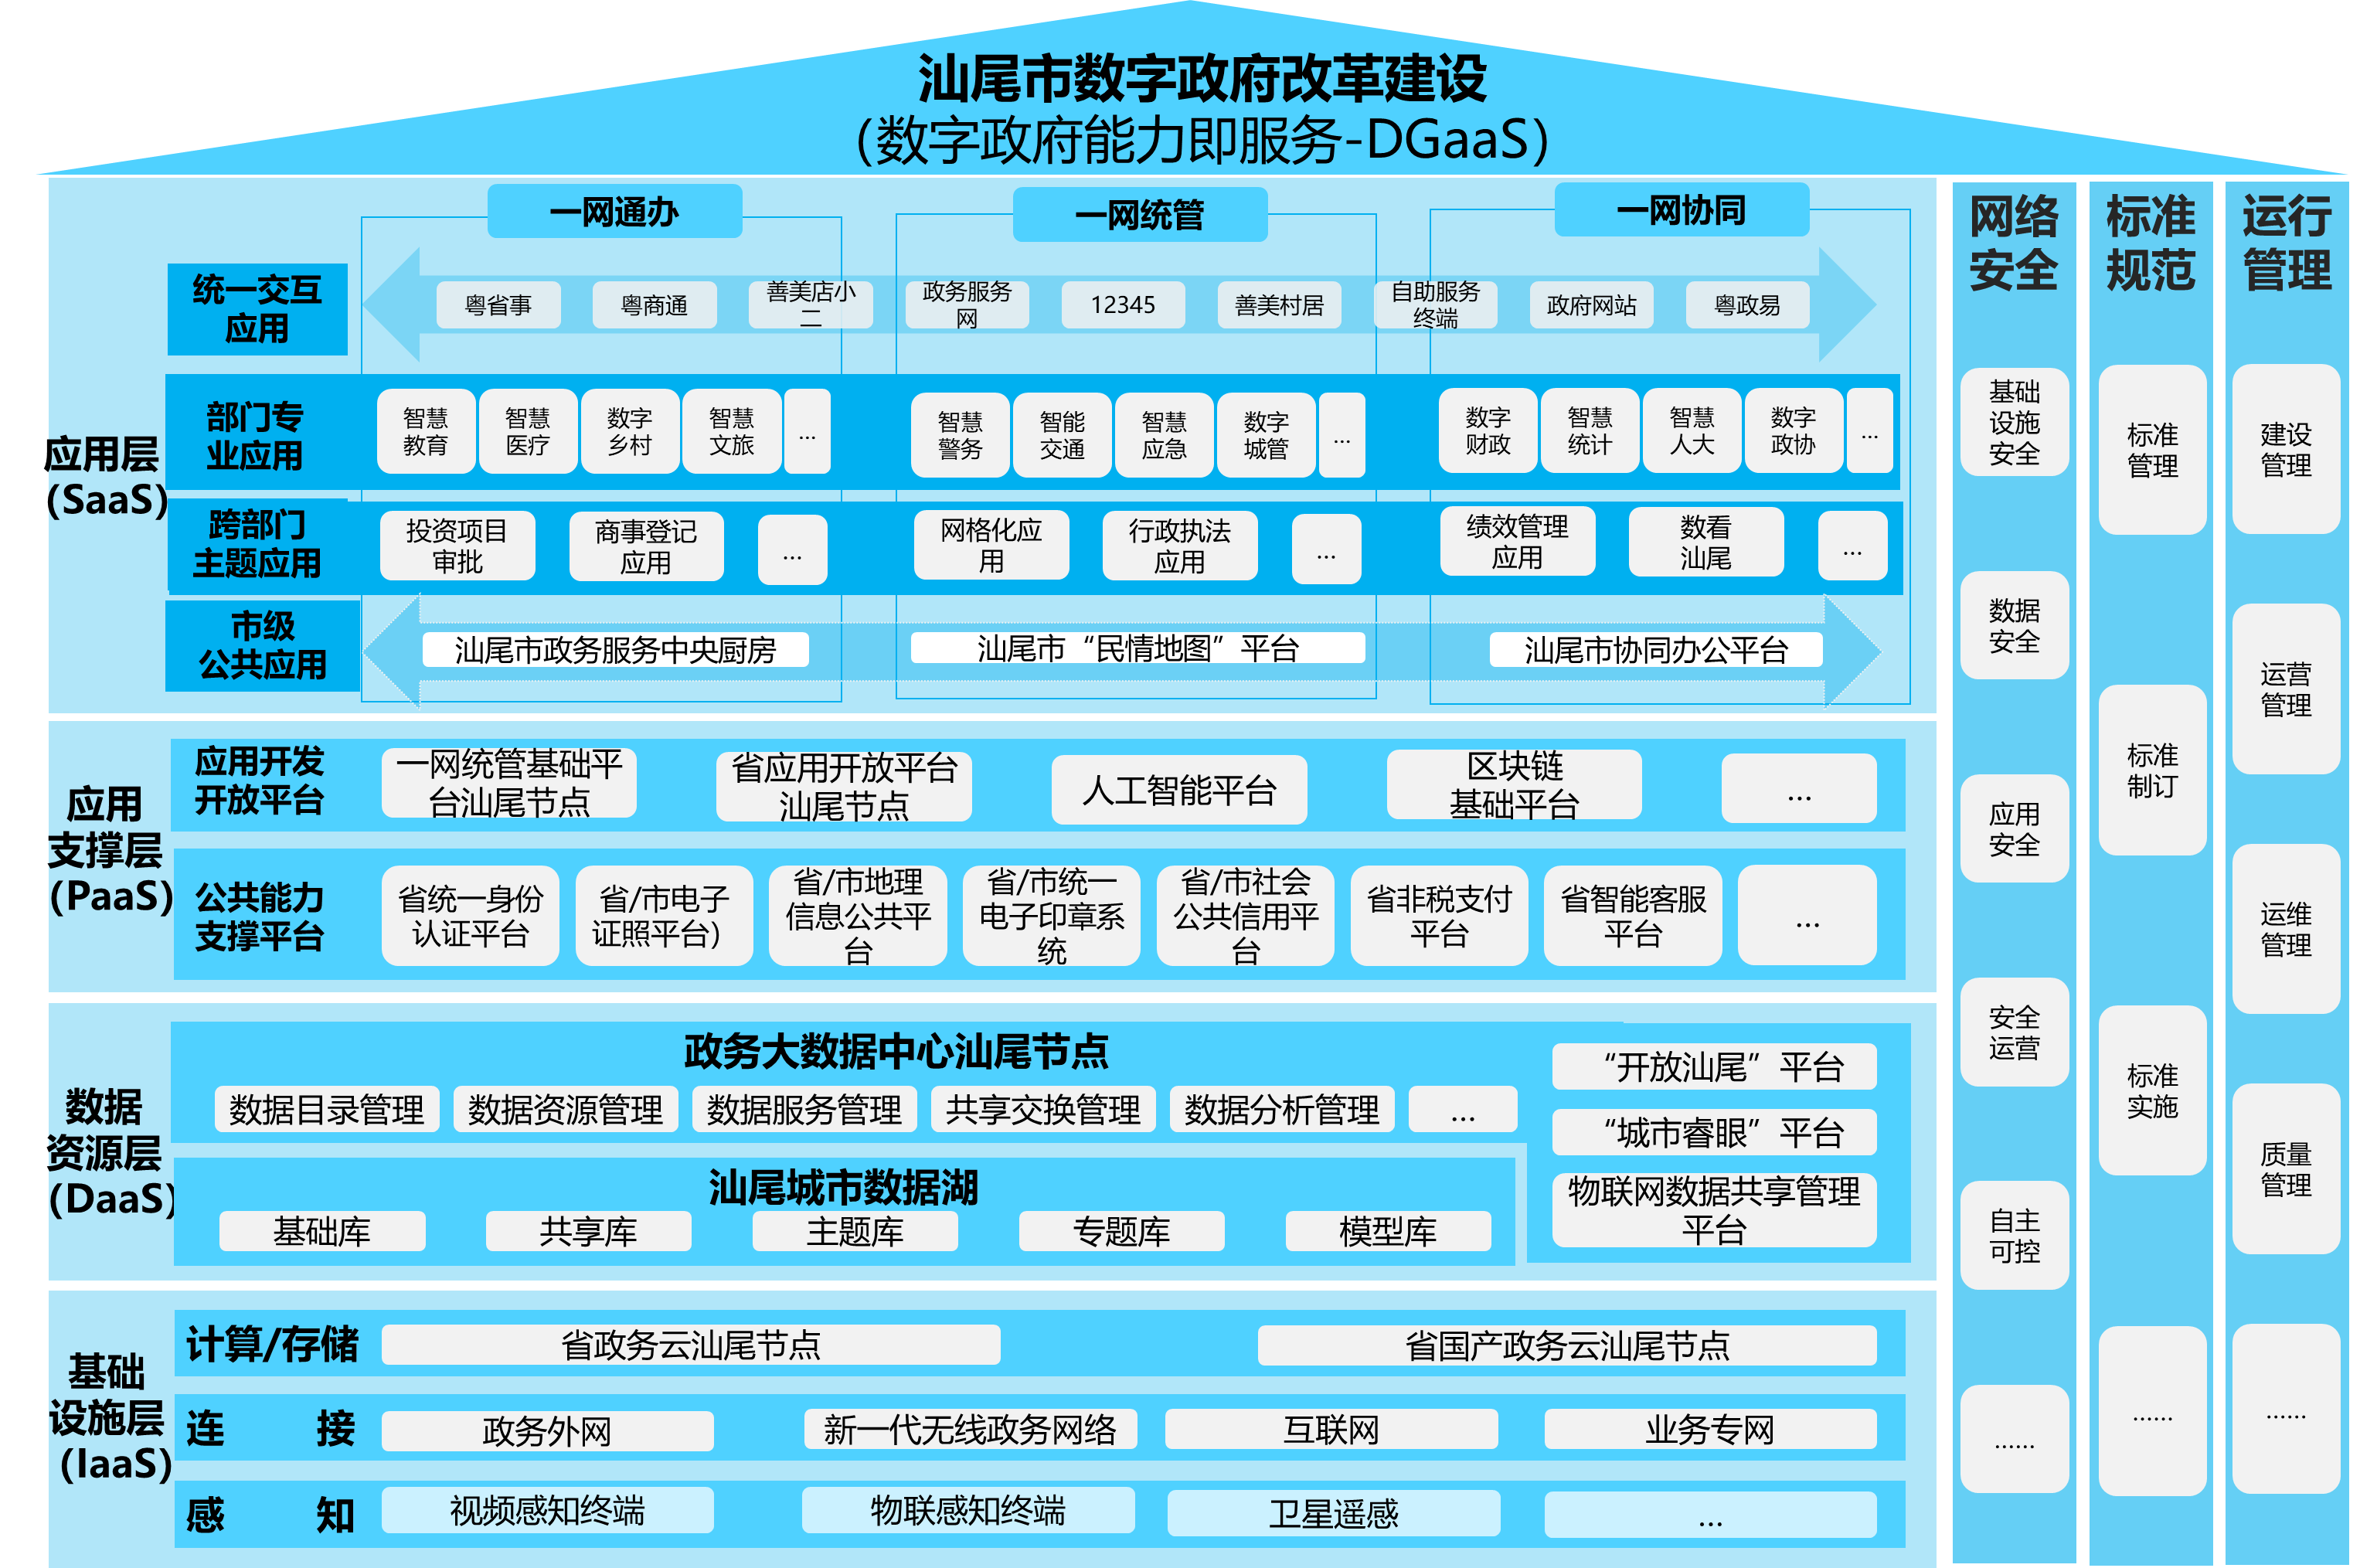 汕尾市数字政府改革建设
（数字政府能力即服务-DGaaS）
一网通办
一网统管
一网协同
应用层
（SaaS）
统一交互
应用
粤省事
粤商通
善美店小
二
政务服务
网
12345
善美村居
自助服务
终端
政府网站
粤政易
部门专
业应用
智慧
教育
智慧
医疗
数字
乡村
智慧
文旅
...
智慧
警务
智能
交通
智慧
应急
数字
城管
...
数字
财政
智慧
统计
智慧
人大
数字
政协
...
跨部门
主题应用
投资项目
审批
商事登记
应用
...
网格化应
用
行政执法
应用
...
绩效管理
应用
数看
汕尾
...
市级
公共应用
汕尾市政务服务中央厨房
汕尾市“民情地图”平台
汕尾市协同办公平台
应用
支撑层
（PaaS）
应用开发
开放平台
一网统管基础平
台汕尾节点
省应用开放平台
汕尾节点
人工智能平台
区块链
基础平台
...
公共能力
支撑平台
省统一身份
认证平台
省/市电子
证照平台）
省/市地理
信息公共平
台
省/市统一
电子印章系
统
省/市社会
公共信用平
台
省非税支付
平台
省智能客服
平台
...
数据
资源层
（DaaS）
政务大数据中心汕尾节点
数据目录管理
数据资源管理
数据服务管理
共享交换管理
数据分析管理
...
汕尾城市数据湖
基础库
共享库
主题库
专题库
模型库
“开放汕尾”平台
“城市睿眼”平台
物联网数据共享管理
平台
基础
设施层
（IaaS）
计算/存储
省政务云汕尾节点
省国产政务云汕尾节点
连 接
政务外网
新一代无线政务网络
互联网
业务专网
感 知
视频感知终端
物联感知终端
卫星遥感
...
网络
安全
基础
设施
安全
数据
安全
应用
安全
安全
运营
自主
可控
......
标准
规范
标准
管理
标准
制订
标准
实施
......
运行
管理
建设
管理
运营
管理
运维
管理
质量
管理
......